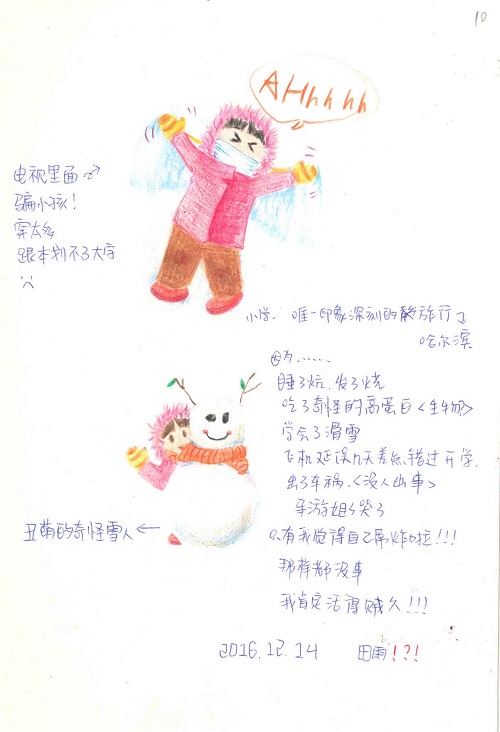 10
AHhhhh
电视里面
骗小孩!
穿太多
跟本划不了大字
小学. 唯一印象深刻的散旅行
哈尔滨
因为......
睡了炕.发了烧
吃了奇怪的高蛋白<生物>
学会了滑雪
飞机延误几天差点错过开学.
出了车祸.<没人出事>
导游姐姐哭了
只有我觉得自己屌炸啦!!!
那样都没事
我肯定活得贼久!!!
丑萌的奇怪雪人←
2016.12.14 田雨!?!